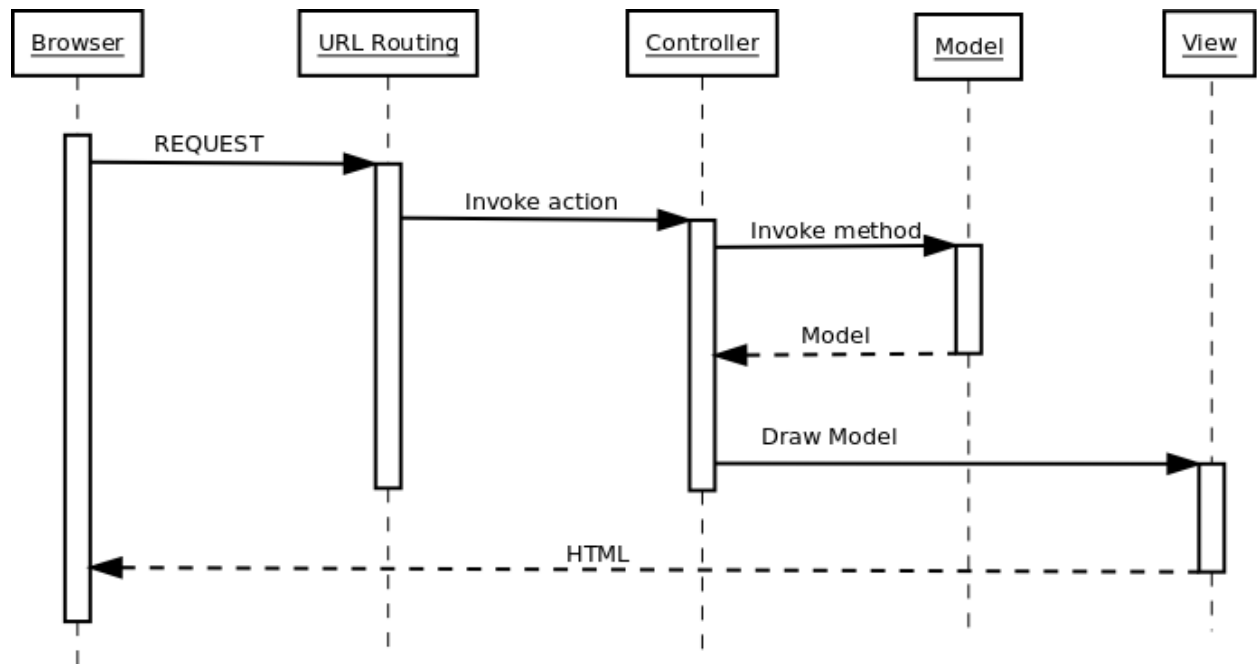 Browser
URL Routing
Controller
Model
View
REQUEST
Invoke action
Invoke method
Model
Draw Model
HTML